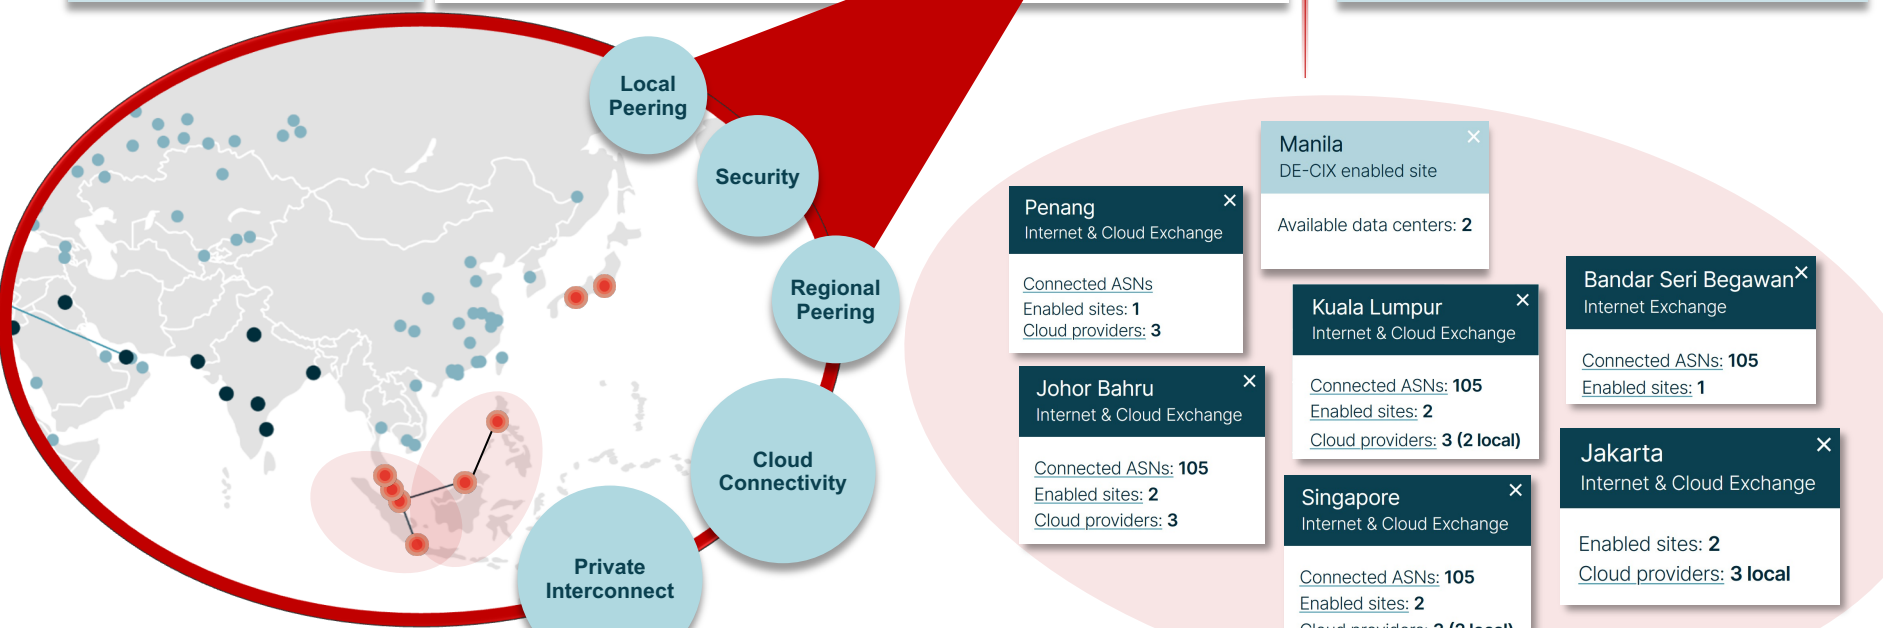 Local
Peering
Security
Regional
Peering
Cloud
Connectivity
Private
Interconnect
Manila
DE-CIX enabled site
Available data centers: 2
Penang
Internet & Cloud Exchange
Connected ASNs
Enabled sites: 1
Cloud providers: 3
Kuala Lumpur
Internet & Cloud Exchange
Connected ASNs: 105
Enabled sites: 2
Cloud providers: 3 (2 local)
Bandar Seri Begawan
Internet Exchange
Connected ASNs: 105
Enabled sites: 1
Johor Bahru
Internet & Cloud Exchange
Connected ASNs: 105
Enabled sites: 2
Cloud providers: 3
Singapore
Internet & Cloud Exchange
Connected ASNs: 105
Enabled sites: 2
Cloud providers:
Jakarta
Internet & Cloud Exchange
Enabled sites: 2
Cloud providers: 3 local